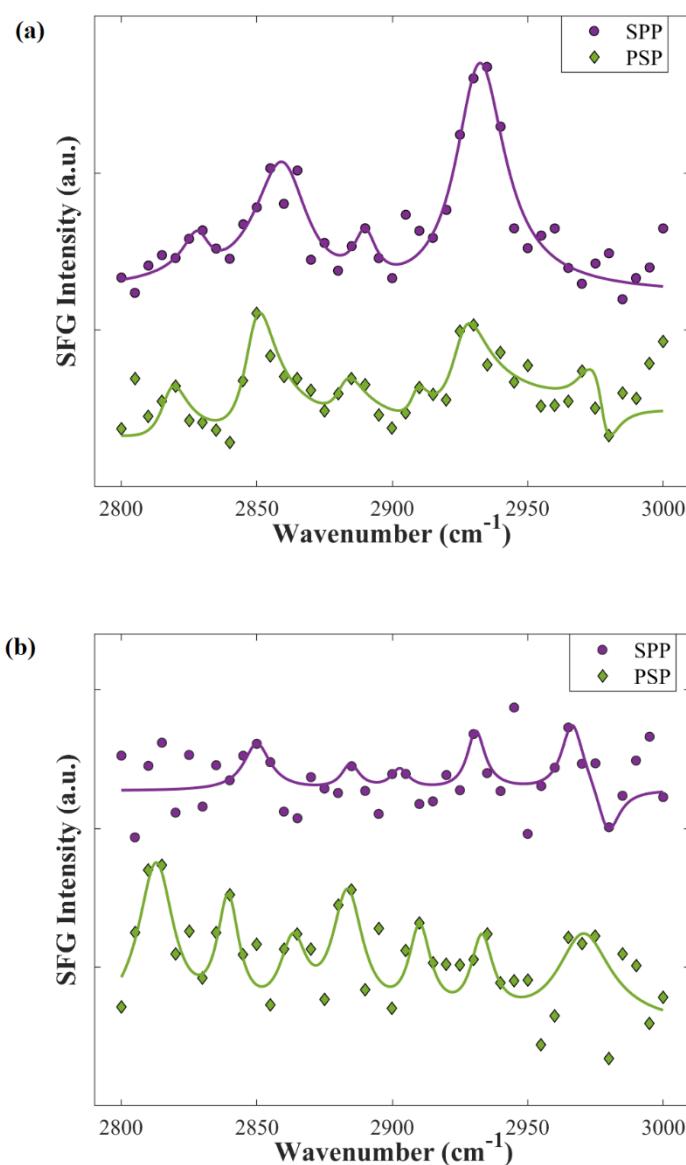 (a)
SPP
PSP
SFG Intensity (a.u.)
2800 2850 2900 2950 3000
Wavenumber (cm-1)
(b)
SPP
PSP
SFG Intensity (a.u.)
2800 2850 2900 2950 3000
Wavenumber (cm-1)